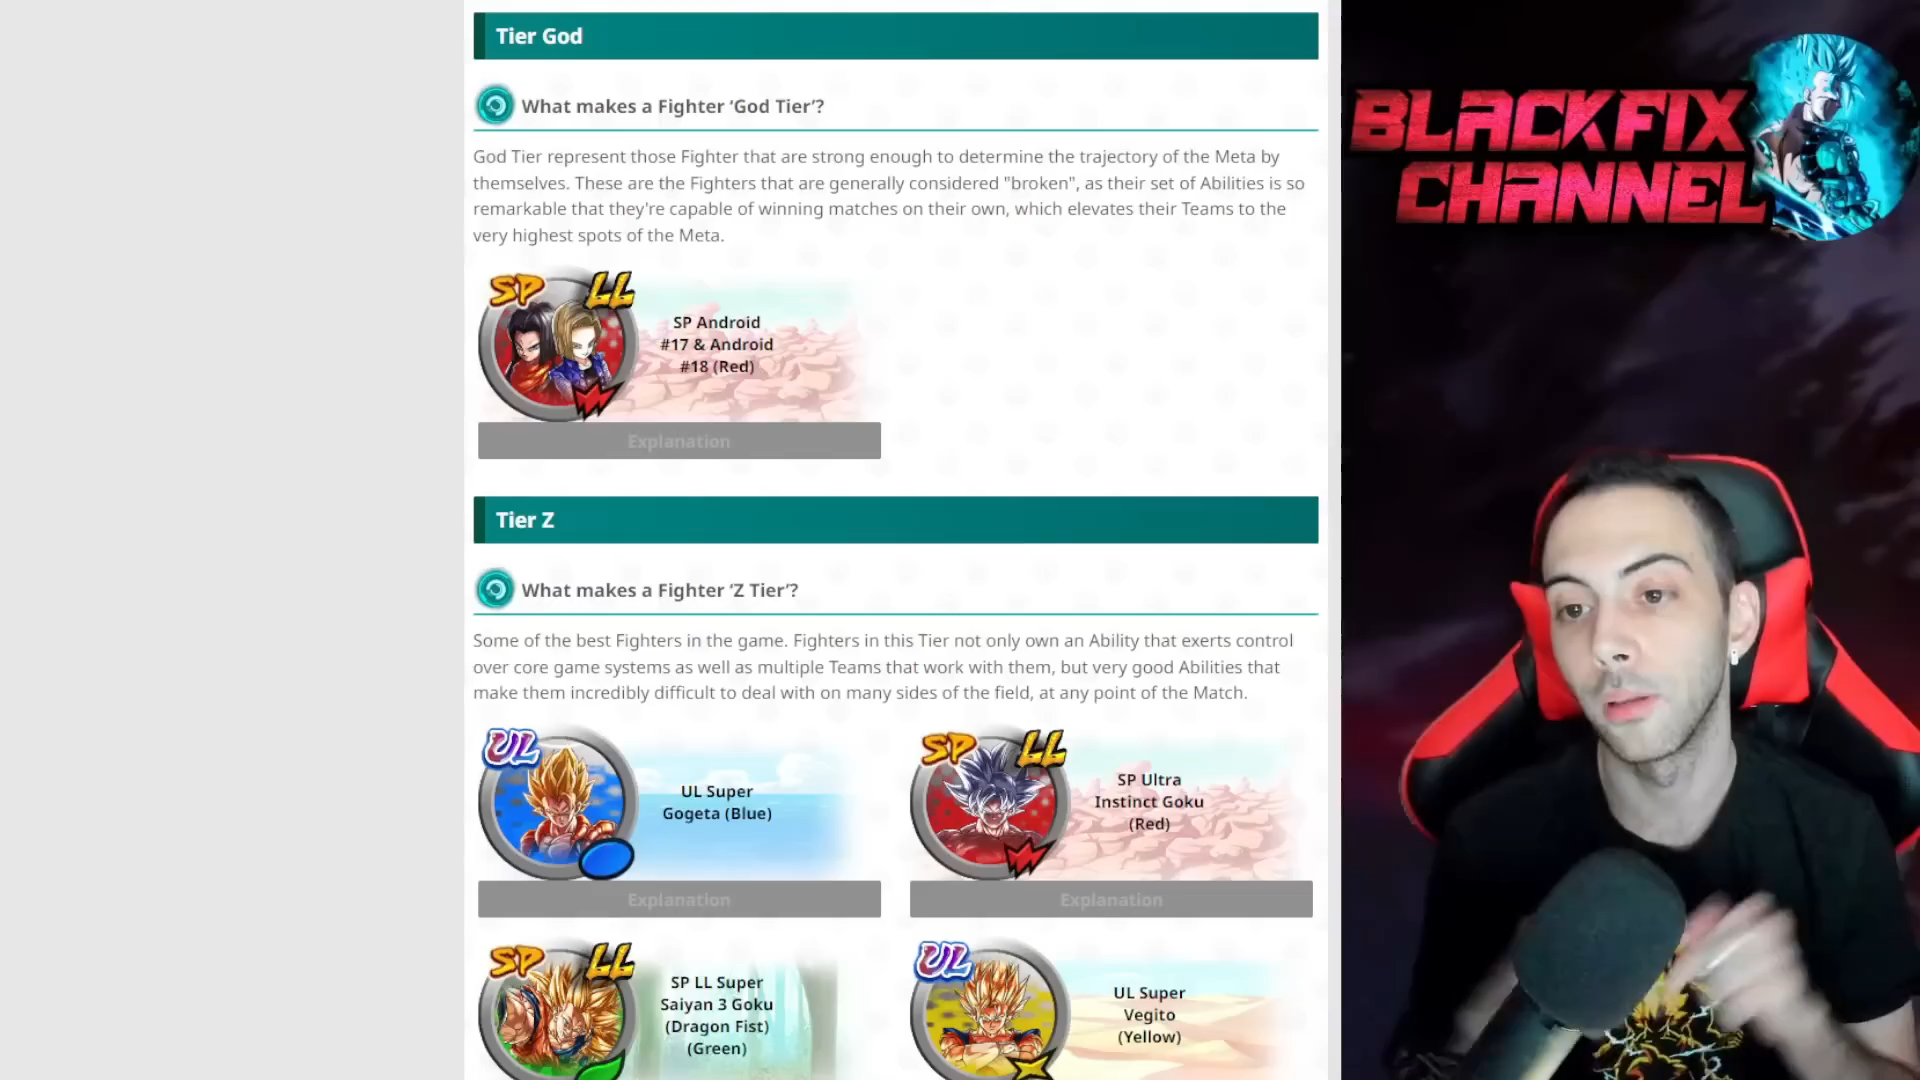 Tier God
What makes a Fighter ‘God Tier’?
God Tier represent those Fighter that are strong enough to determine the trajectory of the Meta by
themselves. These are the Fighters that are generally considered "broken", as their set of Abilities is so
remarkable that they're capable of winning matches on their own, which elevates their Teams to the
very highest spots of the Meta.
SP LL
SP Android
#17 & Android
#18 (Red)
Explanation
Tier Z
What makes a Fighter ‘Z Tier’?
Some of the best Fighters in the game. Fighters in this Tier not only own an Ability that exerts control
over core game systems as well as multiple Teams that work with them, but very good Abilities that
make them incredibly difficult to deal with on many sides of the field, at any point of the Match.
UL
UL Super
Gogeta (Blue)
Explanation
SP LL
SP Ultra
Instinct Goku
(Red)
Explanation
SP LL
SP LL Super
Saiyan 3 Goku
(Dragon Fist)
(Green)
UL
UL Super
Vegito
(Yellow)
BLACKFIX
CHANNEL